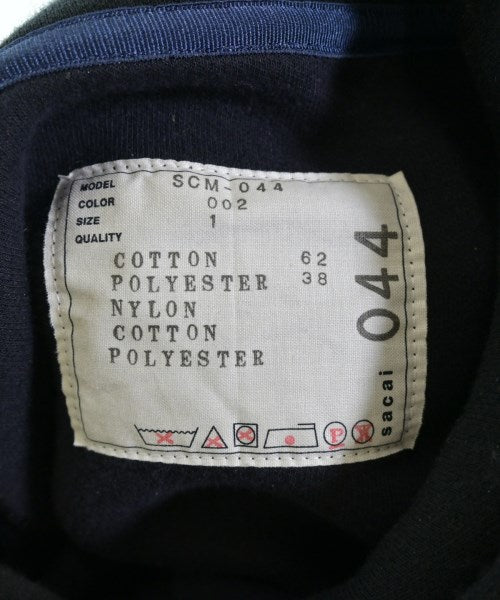 MODEL SCM-044
COLOR 002
SIZE 1
QUALITY
COTTON 62
POLYESTER 38
NYLON
COTTON
POLYESTER
P
sacai 044